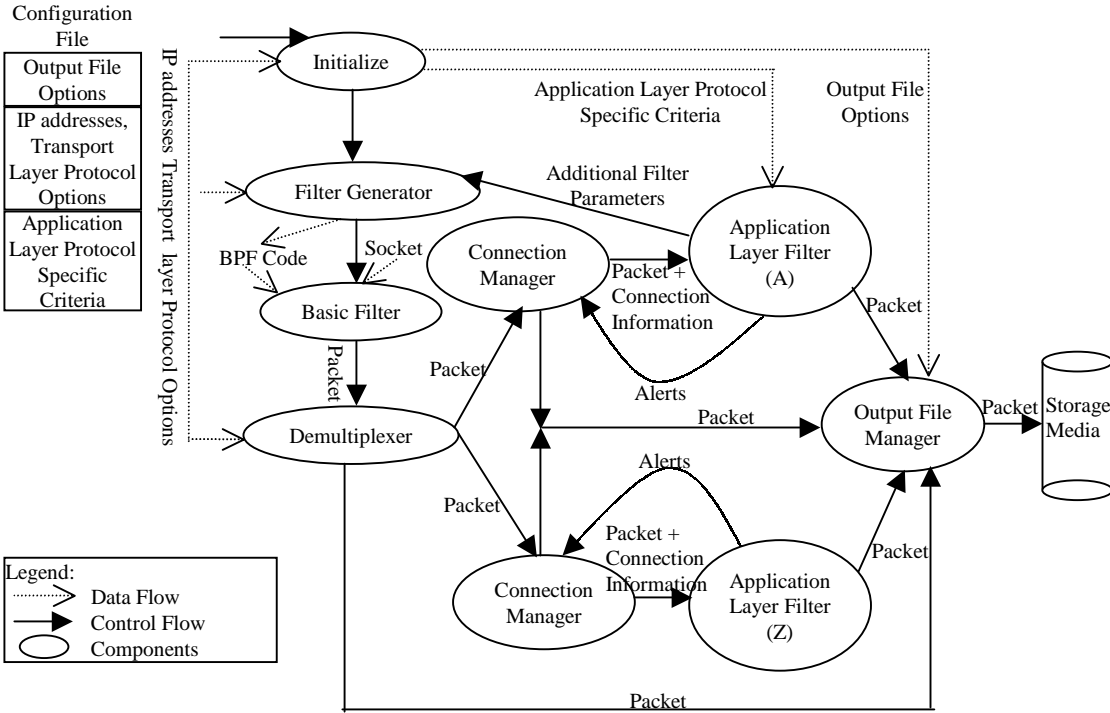 Configuration
File
Output File
Options
IP addresses,
Transport
Layer Protocol
Options
Application
Layer Protocol
Specific
Criteria
IP addresses Transport layer Protocol Options
Initialize
Application Layer Protocol
Specific Criteria
Output File
Options
Filter Generator
Additional Filter
Parameters
BPF Code
Socket
Basic Filter
Connection
Manager
Packet +
Connection
Information
Application
Layer Filter
(A)
Packet
Alerts
Packet
Packet
Demultiplexer
Packet
Output File
Manager
Packet
Storage
Media
Packet
Alerts
Packet +
Connection
Information
Connection
Manager
Application
Layer Filter
(Z)
Packet
Packet
Legend:
Data Flow
Control Flow
Components